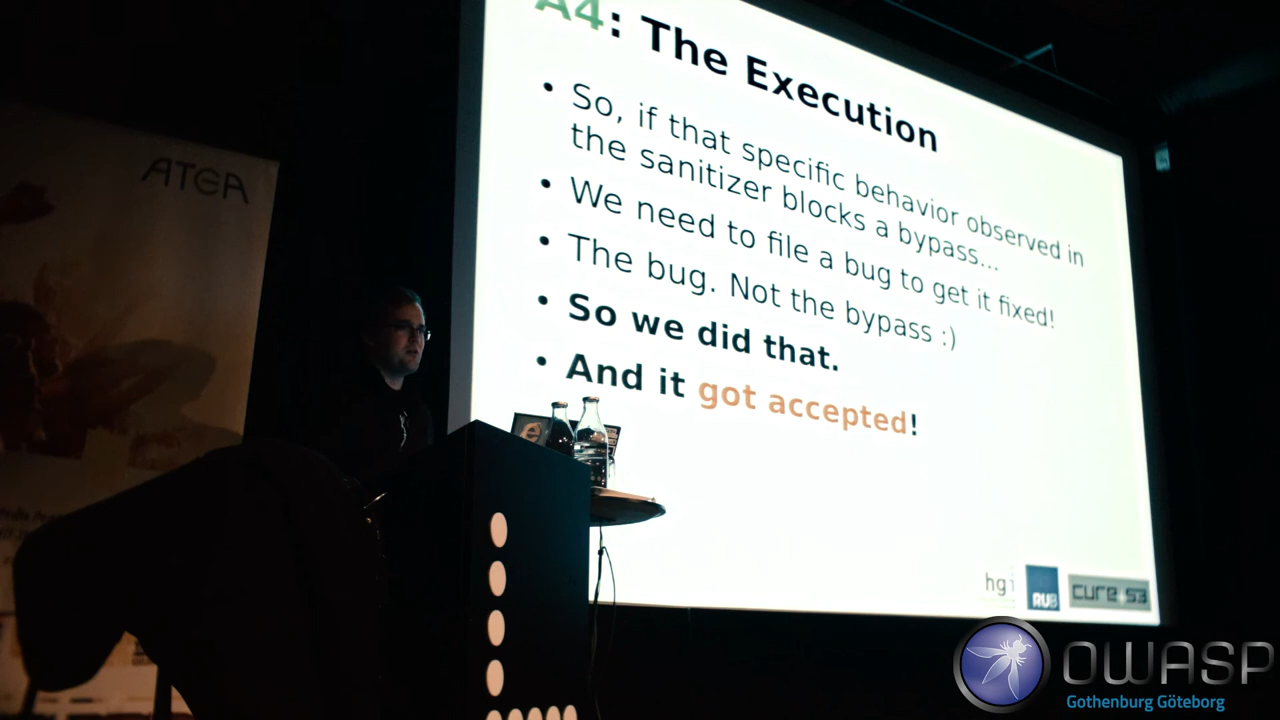 A4: The Execution
• So, if that specific behavior observed in
the sanitizer blocks a bypass...
• We need to file a bug to get it fixed!
• The bug. Not the bypass :)
• So we did that.
• And it got accepted!
ATEA
hgi
RUB
cure53
OWASP
Gothenburg Göteborg